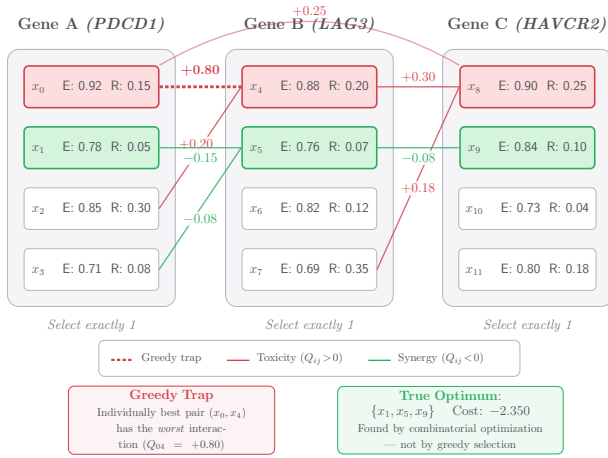 +0.25
Gene A (PDCD1)
Gene B (LAG3)
Gene C (HAVCR2)
x₀ E: 0.92 R: 0.15
+0.80
x₄ E: 0.88 R: 0.20
+0.30
x₈ E: 0.90 R: 0.25
x₁ E: 0.78 R: 0.05
+0.20
−0.15
x₅ E: 0.76 R: 0.07
−0.08
x₉ E: 0.84 R: 0.10
x₂ E: 0.85 R: 0.30
−0.08
x₆ E: 0.82 R: 0.12
+0.18
x₁₀ E: 0.73 R: 0.04
x₃ E: 0.71 R: 0.08
x₇ E: 0.69 R: 0.35
x₁₁ E: 0.80 R: 0.18
Select exactly 1
Select exactly 1
Select exactly 1
Greedy trap
Toxicity (Qᵢⱼ>0)
Synergy (Qᵢⱼ<0)
Greedy Trap
Individually best pair (x₀, x₄)
has the worst interac-
tion (Q₀₄ = +0.80)
True Optimum:
{x₁, x₅, x₉} Cost: −2.350
Found by combinatorial optimization
— not by greedy selection